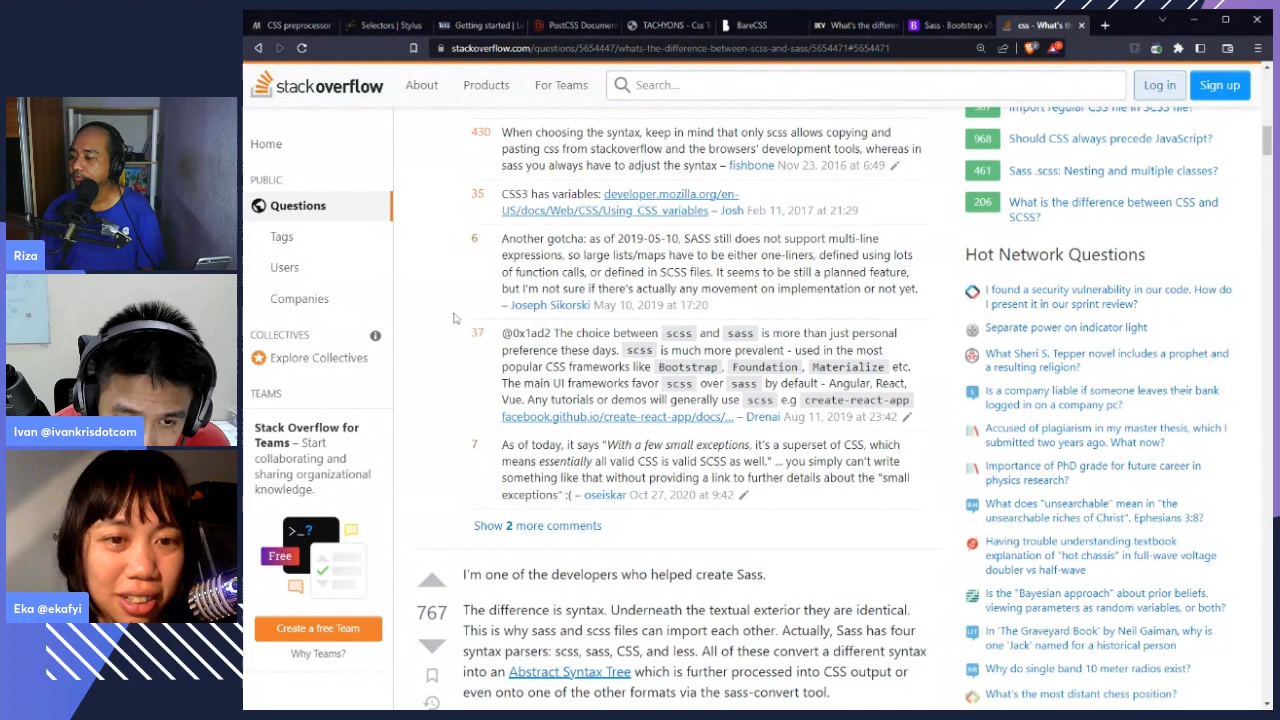 CSS preprocessor
Selectors | Stylus
Getting started | Le
PostCSS Documen
TACHYONS - Css To
BareCSS
What's the differen
Sass · Bootstrap v5
css - What's th
stackoverflow.com/questions/5654447/whats-the-difference-between-scss-and-sass/5654471#5654471
stackoverflow
About
Products
For Teams
Search...
Log in
Sign up
Home
PUBLIC
Questions
Tags
Users
Companies
COLLECTIVES
Explore Collectives
TEAMS
Stack Overflow for
Teams – Start
collaborating and
sharing organizational
knowledge.
>_?
Free
Create a free Team
Why Teams?
430 When choosing the syntax, keep in mind that only scss allows copying and
pasting css from stackoverflow and the browsers' development tools, whereas in
sass you always have to adjust the syntax – fishbone Nov 23, 2016 at 6:49
35 CSS3 has variables: developer.mozilla.org/en-
US/docs/Web/CSS/Using_CSS_variables – Josh Feb 11, 2017 at 21:29
6 Another gotcha: as of 2019-05-10, SASS still does not support multi-line
expressions, so large lists/maps have to be either one-liners, defined using lots
of function calls, or defined in SCSS files. It seems to be still a planned feature,
but I'm not sure if there's actually any movement on implementation or not yet.
– Joseph Sikorski May 10, 2019 at 17:20
37 @0x1ad2 The choice between scss and sass is more than just personal
preference these days. scss is much more prevalent - used in the most
popular CSS frameworks like Bootstrap, Foundation, Materialize etc.
The main UI frameworks favor scss over sass by default - Angular, React,
Vue. Any tutorials or demos will generally use scss e.g create-react-app
facebook.github.io/create-react-app/docs/... – Drenai Aug 11, 2019 at 23:42
7 As of today, it says "With a few small exceptions, it's a superset of CSS, which
means essentially all valid CSS is valid SCSS as well." ... you simply can't write
something like that without providing a link to further details about the "small
exceptions" :( – oseiskar Oct 27, 2020 at 9:42
Show 2 more comments
767
I'm one of the developers who helped create Sass.
The difference is syntax. Underneath the textual exterior they are identical.
This is why sass and scss files can import each other. Actually, Sass has four
syntax parsers: scss, sass, CSS, and less. All of these convert a different syntax
into an Abstract Syntax Tree which is further processed into CSS output or
even onto one of the other formats via the sass-convert tool.
Import regular CSS file in SCSS file?
968 Should CSS always precede JavaScript?
461 Sass .scss: Nesting and multiple classes?
206 What is the difference between CSS and
SCSS?
Hot Network Questions
I found a security vulnerability in our code. How do
I present it in our sprint review?
Separate power on indicator light
What Sheri S. Tepper novel includes a prophet and
a resulting religion?
Is a company liable if someone leaves their bank
logged in on a company pc?
Accused of plagiarism in my master thesis, which I
submitted two years ago. What now?
Importance of PhD grade for future career in
physics research?
What does "unsearchable" mean in "the
unsearchable riches of Christ". Ephesians 3:8?
Having trouble understanding textbook
explanation of "hot chassis" in full-wave voltage
doubler vs half-wave
Is the "Bayesian approach" about prior beliefs,
viewing parameters as random variables, or both?
In 'The Graveyard Book' by Neil Gaiman, why is
one 'Jack' named for a historical person
Why do single band 10 meter radios exist?
What's the most distant chess position?
Riza
Ivan @ivankrisdotcom
Eka @ekafyi